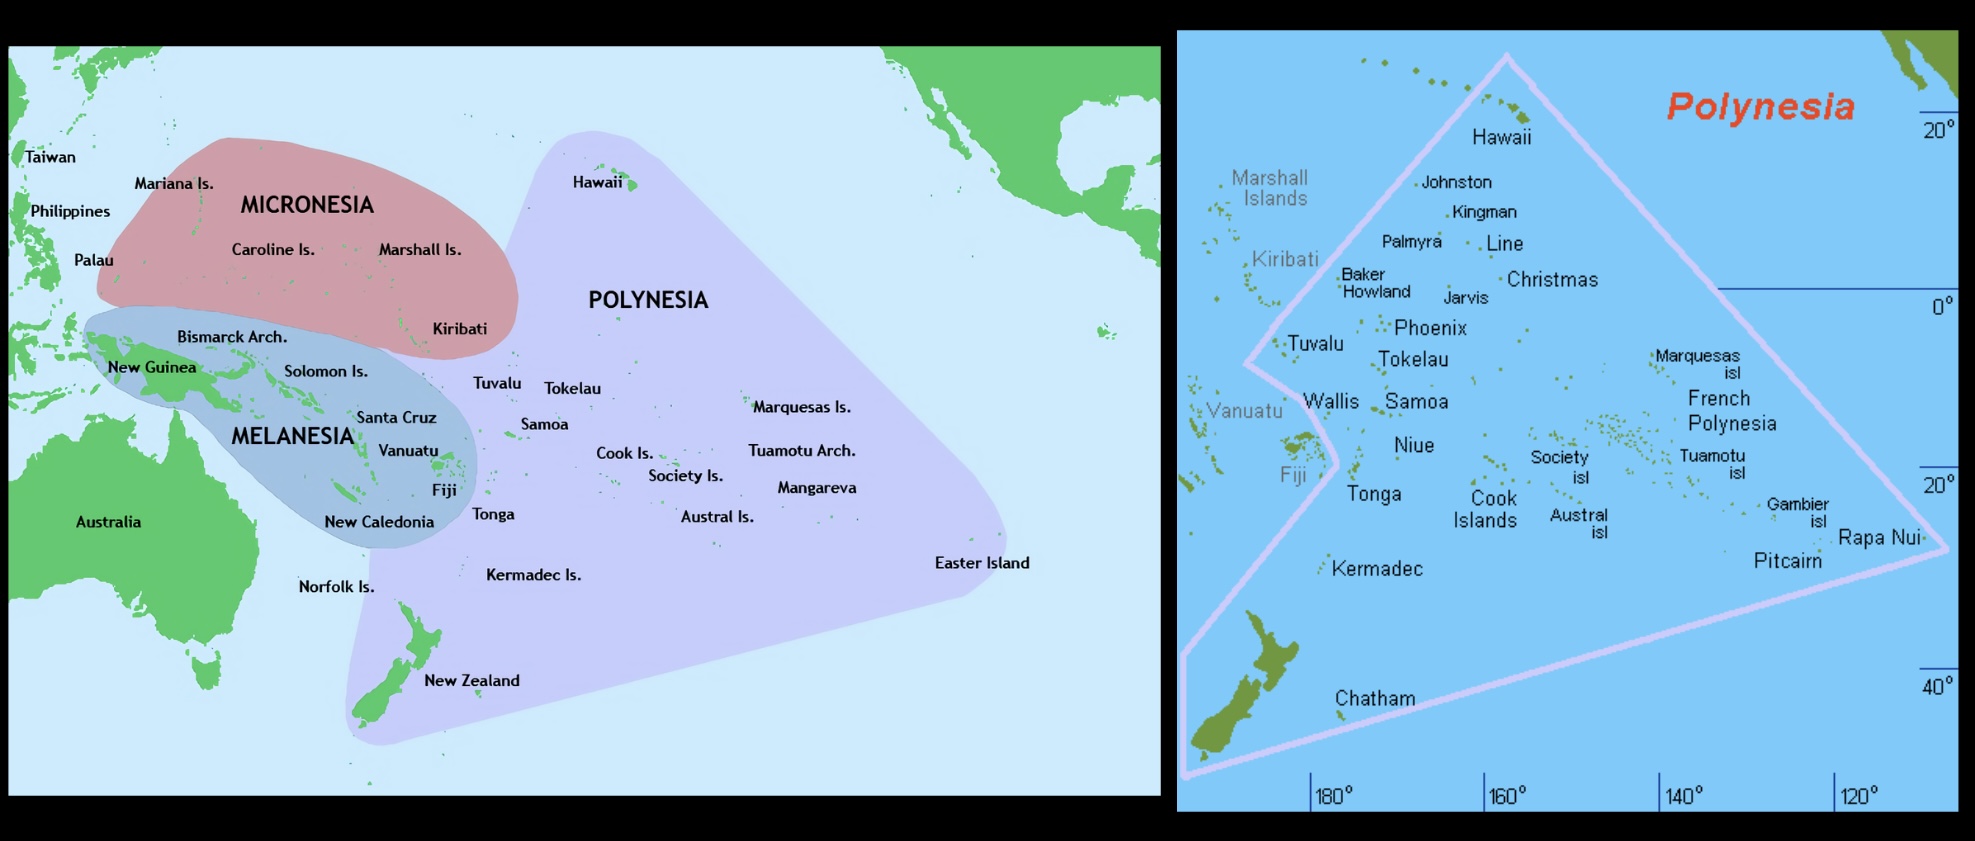 Taiwan
Mariana Is.
Hawaii
MICRONESIA
Philippines
Caroline Is.
Marshall Is.
Palau
POLYNESIA
Kiribati
Bismarck Arch.
New Guinea
Solomon Is.
Tuvalu
Tokelau
Santa Cruz
Marquesas Is.
Samoa
MELANESIA
Vanuatu
Cook Is.
Tuamotu Arch.
Society Is.
Fiji
Mangareva
Australia
New Caledonia
Tonga
Austral Is.
Easter Island
Kermadec Is.
Norfolk Is.
New Zealand
Polynesia
20°
Hawaii
Marshall
Islands
Johnston
Kingman
Palmyra
Line
Kiribati
Baker
Howland
Christmas
Jarvis
0°
Phoenix
Tuvalu
Tokelau
Marquesas
isl
Wallis
Samoa
French
Polynesia
Vanuatu
Niue
Society
isl
Tuamotu
isl
Fiji
20°
Tonga
Cook
Islands
Austral
isl
Gambier
isl
Rapa Nui
Pitcairn
Kermadec
40°
Chatham
180°
160°
140°
120°